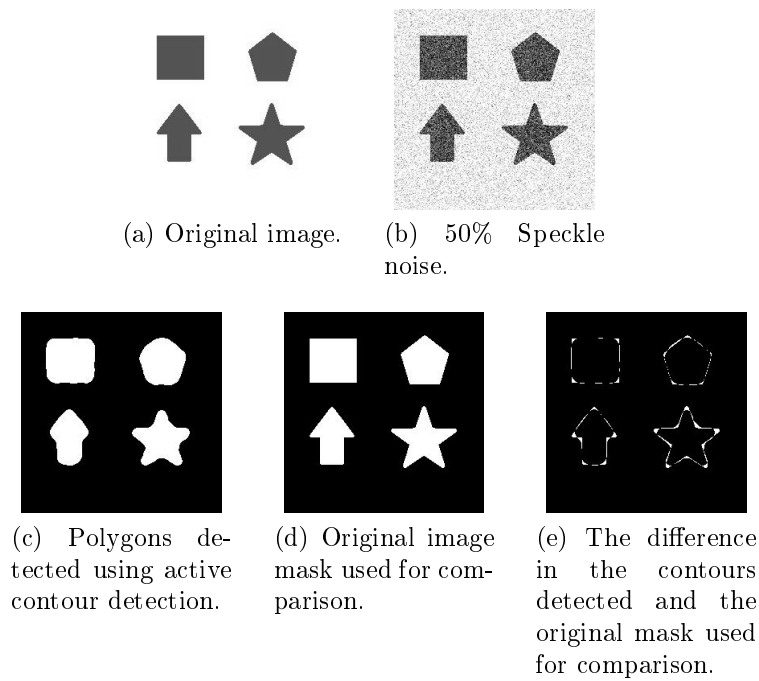 (a) Original image.
(b) 50% Speckle
noise.
(c) Polygons de-
tected using active
contour detection.
(d) Original image
mask used for com-
parison.
(e) The difference
in the contours
detected and the
original mask used
for comparison.